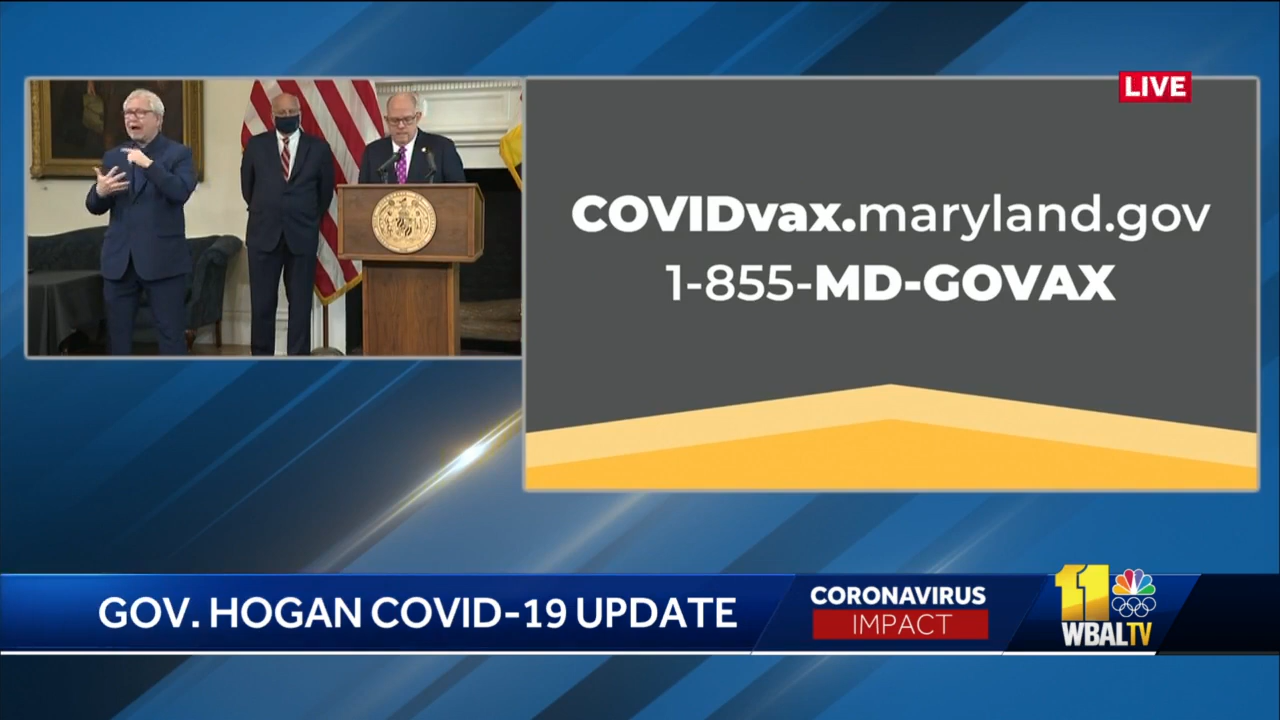 LIVE
COVIDvax.maryland.gov
1-855-MD-GOVAX
GOV. HOGAN COVID-19 UPDATE
CORONAVIRUS
IMPACT
11
WBALTV